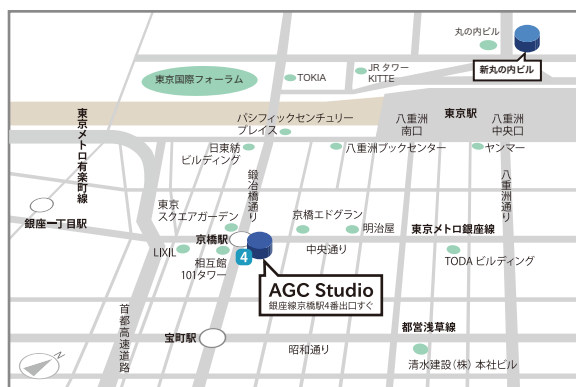 丸の内ビル
新丸の内ビル
JR タワー
KITTE
東京国際フォーラム
TOKIA
東京メトロ有楽町線
パシフィックセンチュリー
プレイス
八重洲
南口
東京駅
八重洲
中央口
日東紡
ビルディング
八重洲ブックセンター
ヤンマー
鍛冶橋通り
八重洲通り
東京
スクエアガーデン
京橋エドグラン
明治屋
銀座一丁目駅
京橋駅
東京メトロ銀座線
LIXIL
相互館
101タワー
4
中央通り
TODA ビルディング
AGC Studio
銀座線京橋駅4番出口すぐ
首都高速道路
宝町駅
都営浅草線
昭和通り
清水建設(株) 本社ビル
N